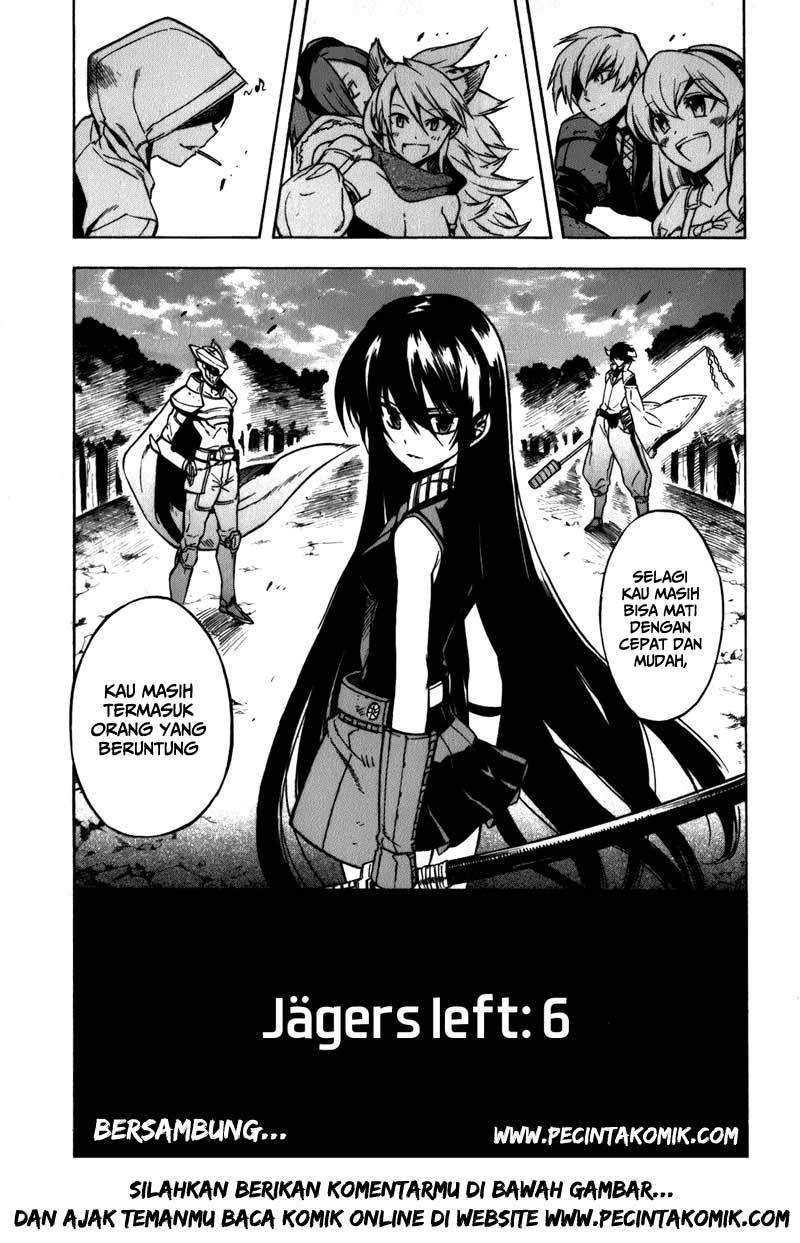 SELAGI
KAU MASIH
BISA MATI
DENGAN
CEPAT DAN
MUDAH,
KAU MASIH
TERMASUK
ORANG YANG
BERUNTUNG
Jägers left: 6
BERSAMBUNG...
WWW.PECINTAKOMIK.COM
SILAHKAN BERIKAN KOMENTARMU DI BAWAH GAMBAR...
DAN AJAK TEMANMU BACA KOMIK ONLINE DI WEBSITE WWW.PECINTAKOMIK.COM